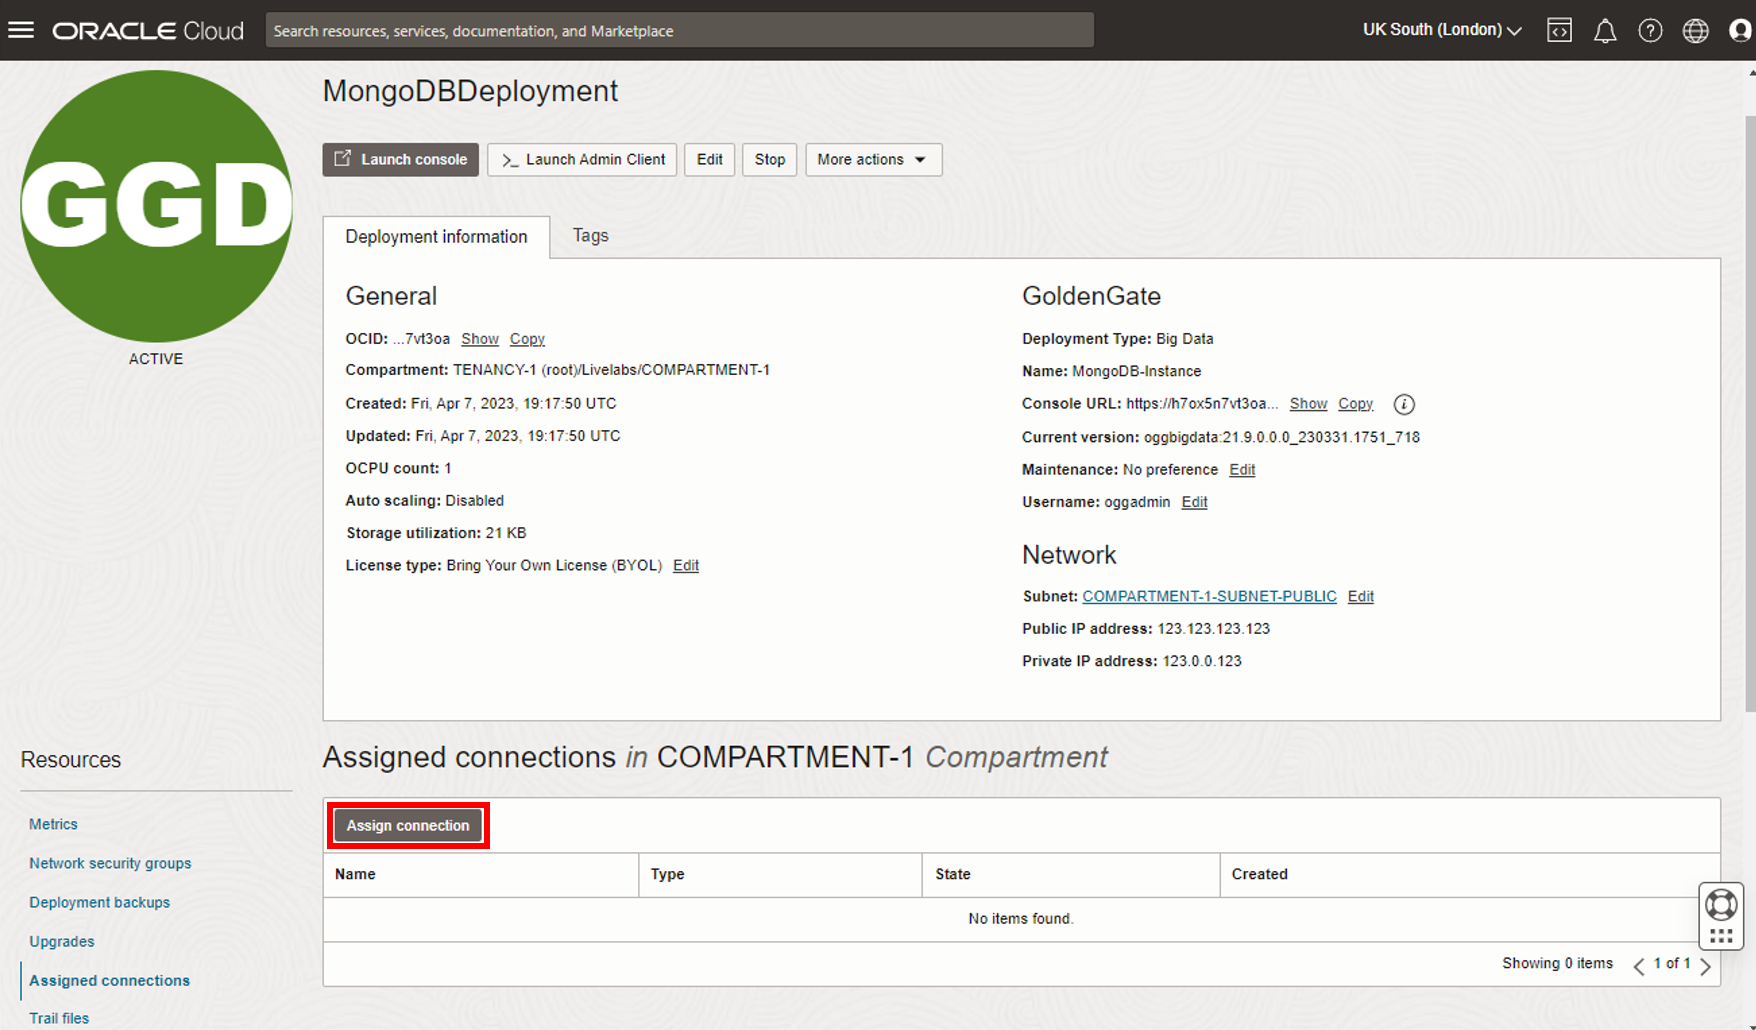 ORACLE Cloud
Search resources, services, documentation, and Marketplace
UK South (London)
GGD
ACTIVE
MongoDBDeployment
Launch console
>_ Launch Admin Client
Edit
Stop
More actions
Deployment information
Tags
General
OCID: ...7vt3oa Show Copy
Compartment: TENANCY-1 (root)/Livelabs/COMPARTMENT-1
Created: Fri, Apr 7, 2023, 19:17:50 UTC
Updated: Fri, Apr 7, 2023, 19:17:50 UTC
OCPU count: 1
Auto scaling: Disabled
Storage utilization: 21 KB
License type: Bring Your Own License (BYOL) Edit
GoldenGate
Deployment Type: Big Data
Name: MongoDB-Instance
Console URL: https://h7ox5n7vt3oa... Show Copy
Current version: oggbigdata:21.9.0.0.0_230331.1751_718
Maintenance: No preference Edit
Username: oggadmin Edit
Network
Subnet: COMPARTMENT-1-SUBNET-PUBLIC Edit
Public IP address: 123.123.123.123
Private IP address: 123.0.0.123
Resources
Metrics
Network security groups
Deployment backups
Upgrades
Assigned connections
Trail files
Assigned connections in COMPARTMENT-1 Compartment
Assign connection
Name Type State Created
No items found.
Showing 0 items < 1 of 1 >